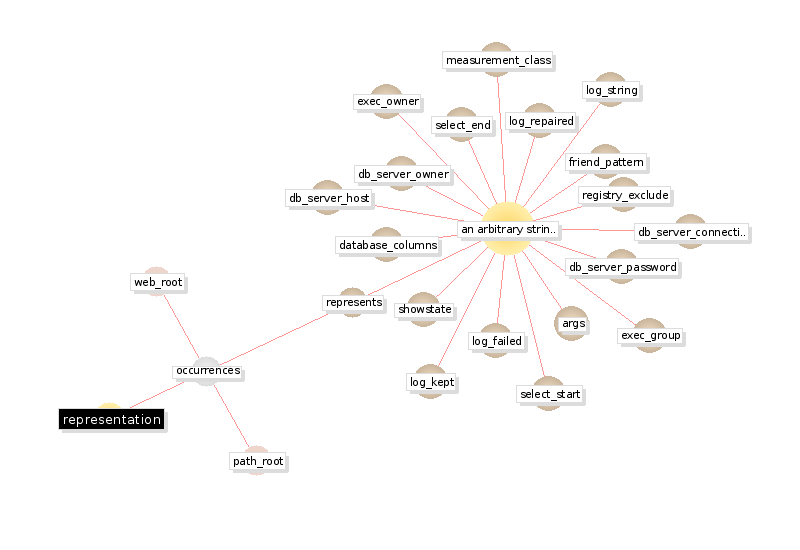 measurement_class
log_string
exec_owner
select_end
log_repaired
friend_pattern
db_server_owner
registry_exclude
db_server_host
an arbitrary strin..
db_server_connecti..
database_columns
db_server_password
web_root
represents
showstate
args
log_failed
exec_group
occurrences
log_kept
select_start
representation
path_root